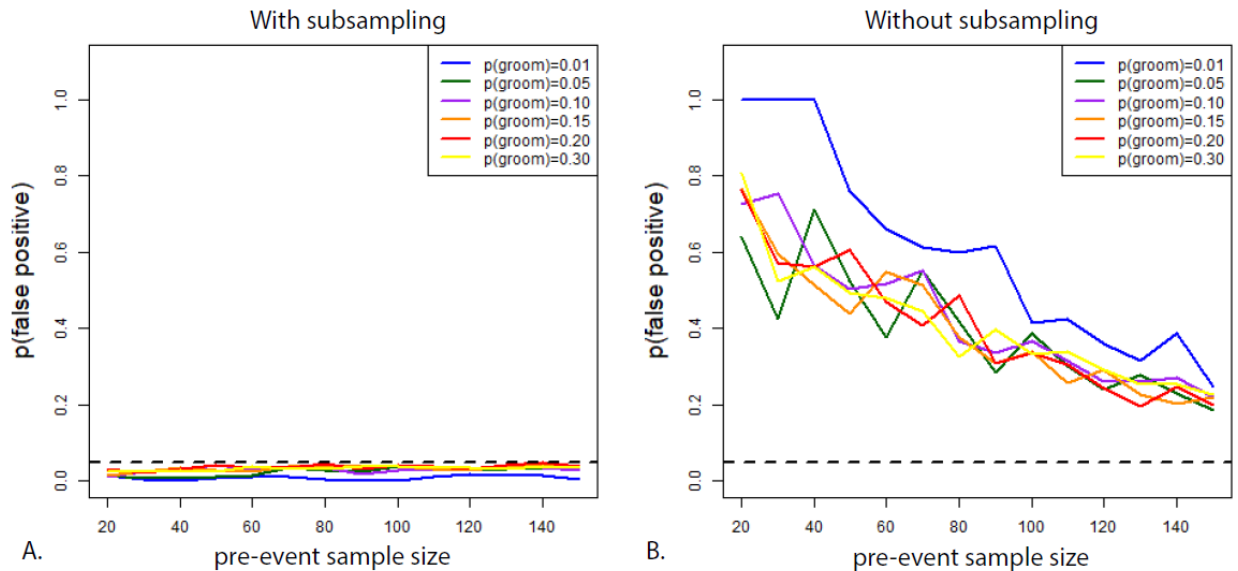 With subsampling
p(groom)=0.01
p(groom)=0.05
p(groom)=0.10
p(groom)=0.15
p(groom)=0.20
p(groom)=0.30
p(false positive)
1.0
0.8
0.6
0.4
0.2
0.0
20 40 60 80 100 120 140
pre-event sample size
A.
Without subsampling
p(groom)=0.01
p(groom)=0.05
p(groom)=0.10
p(groom)=0.15
p(groom)=0.20
p(groom)=0.30
p(false positive)
1.0
0.8
0.6
0.4
0.2
0.0
20 40 60 80 100 120 140
pre-event sample size
B.